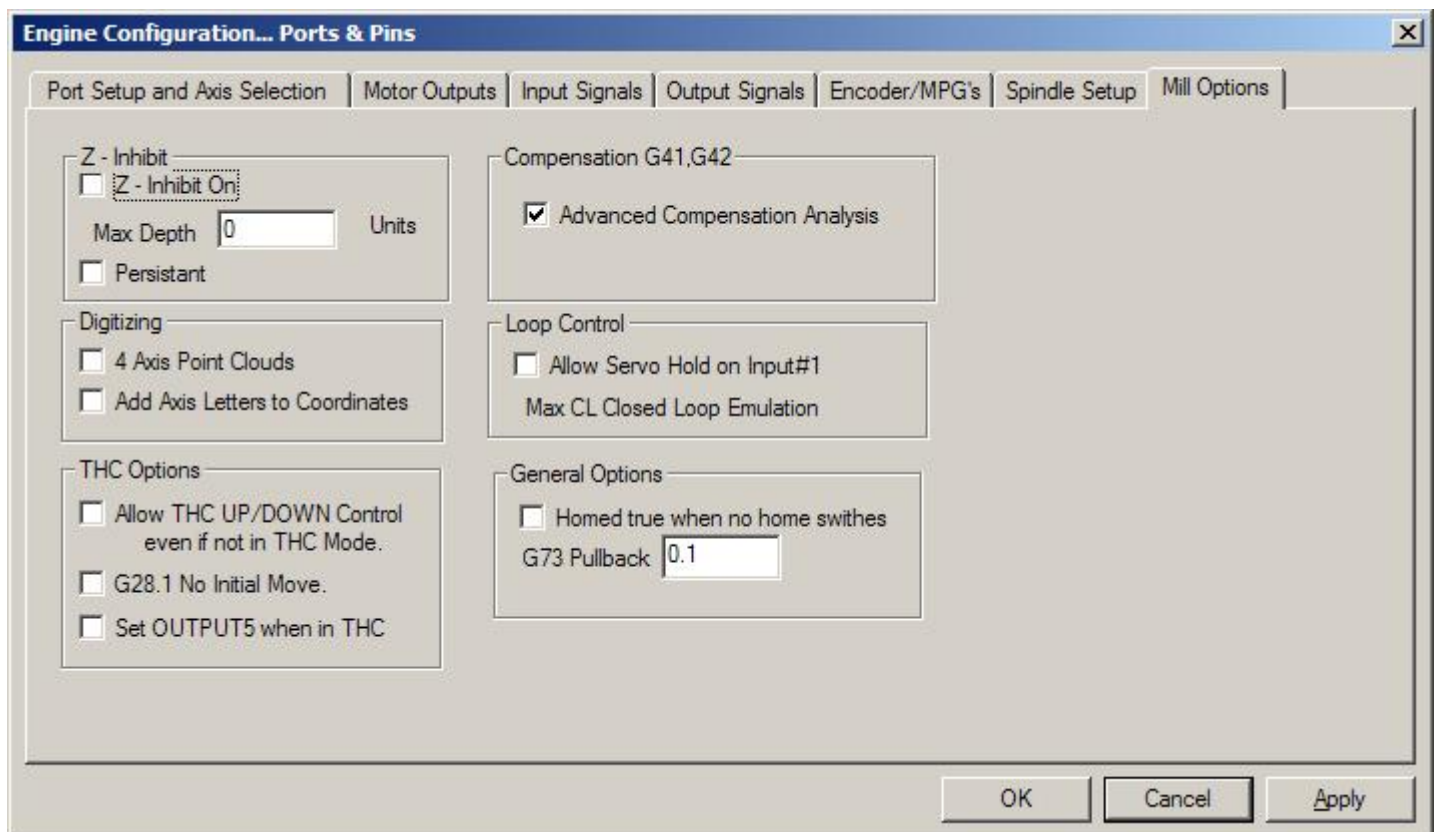 Engine Configuration... Ports & Pins
Port Setup and Axis Selection
Motor Outputs
Input Signals
Output Signals
Encoder/MPG's
Spindle Setup
Mill Options
Z - Inhibit
Z - Inhibit On
Max Depth 0 Units
Persistant
Digitizing
4 Axis Point Clouds
Add Axis Letters to Coordinates
THC Options
Allow THC UP/DOWN Control
even if not in THC Mode.
G28.1 No Initial Move.
Set OUTPUT5 when in THC
Compensation G41,G42
Advanced Compensation Analysis
Loop Control
Allow Servo Hold on Input#1
Max CL Closed Loop Emulation
General Options
Homed true when no home swithes
G73 Pullback 0.1
OK
Cancel
Apply